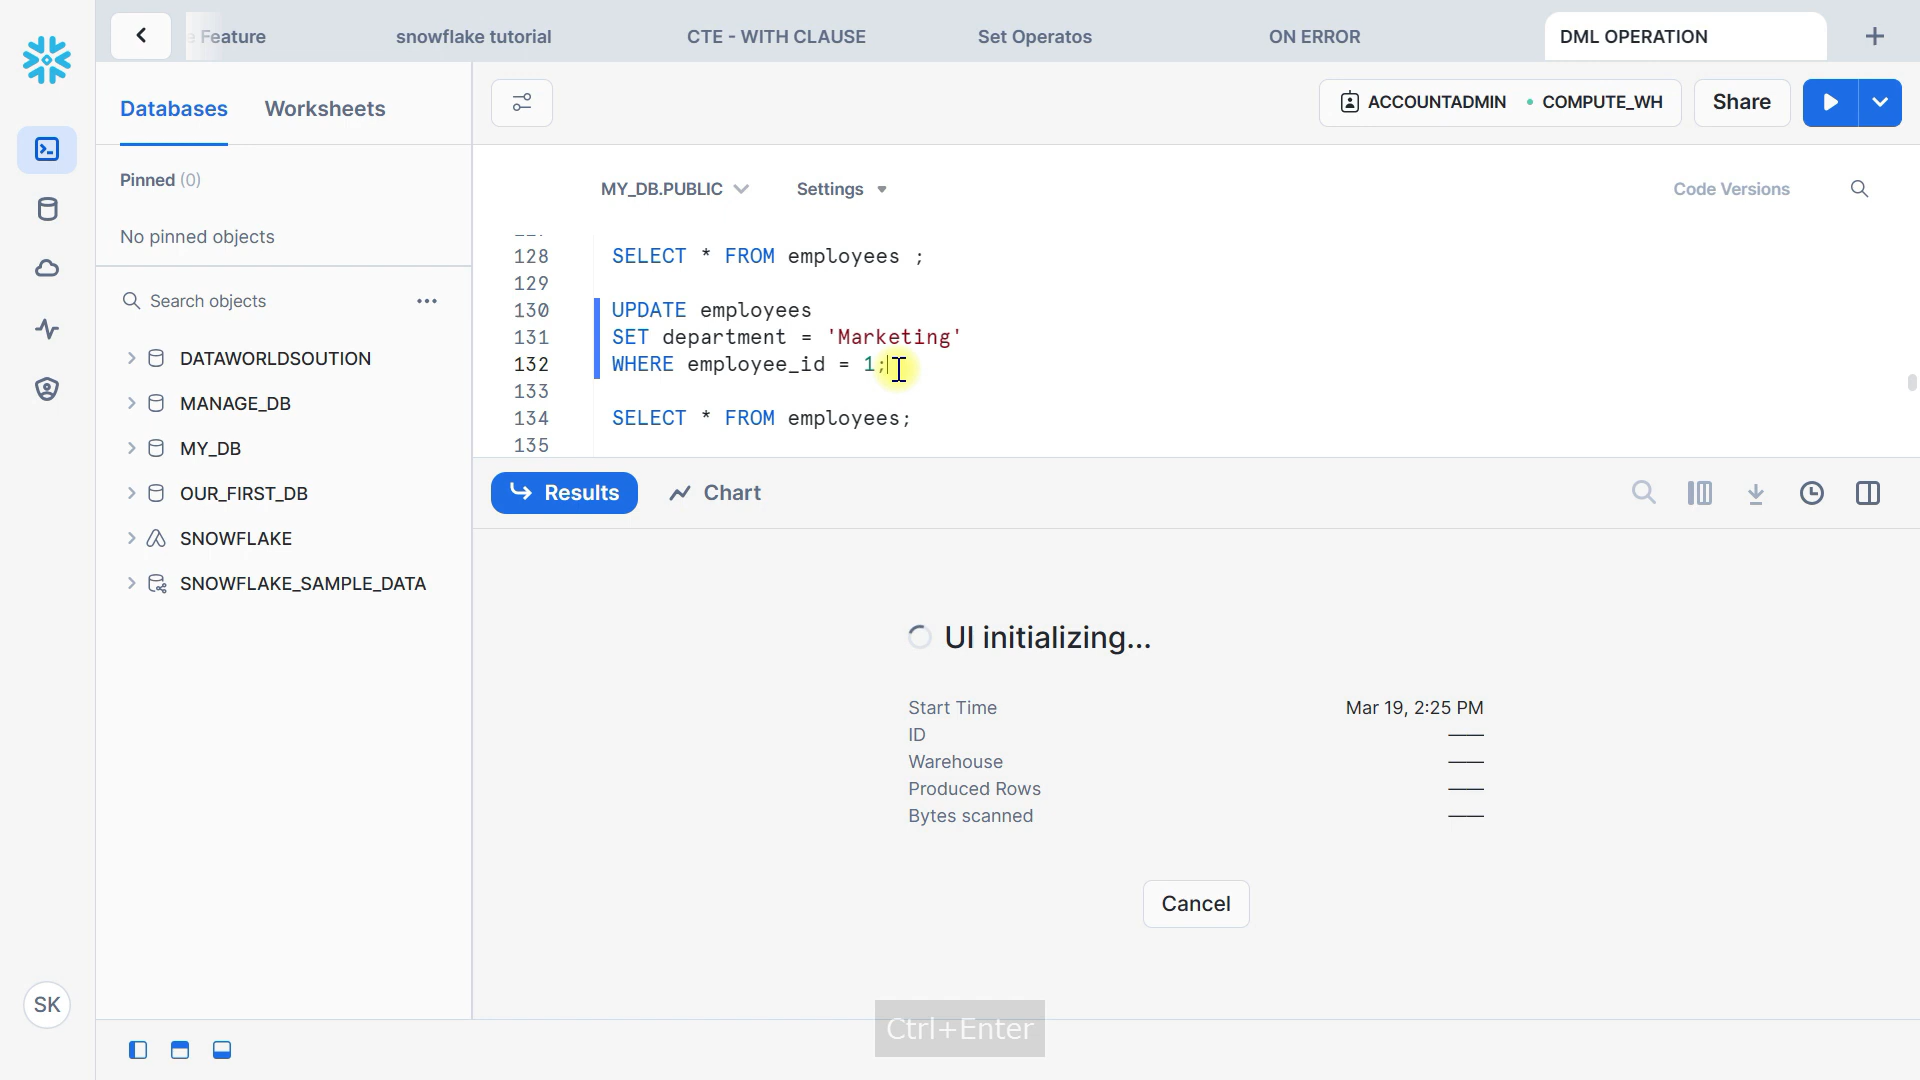 Feature
snowflake tutorial
CTE - WITH CLAUSE
Set Operatos
ON ERROR
DML OPERATION
Databases
Worksheets
ACCOUNTADMIN
COMPUTE_WH
Share
Pinned (0)
No pinned objects
Search objects
DATAWORLDSOUTION
MANAGE_DB
MY_DB
OUR_FIRST_DB
SNOWFLAKE
SNOWFLAKE_SAMPLE_DATA
SK
MY_DB.PUBLIC
Settings
Code Versions
128 SELECT * FROM employees ;
129
130 UPDATE employees
131 SET department = 'Marketing'
132 WHERE employee_id = 1;
133
134 SELECT * FROM employees;
135
Results
Chart
UI initializing...
Start Time Mar 19, 2:25 PM
ID
Warehouse
Produced Rows
Bytes scanned
Cancel
Ctrl+Enter